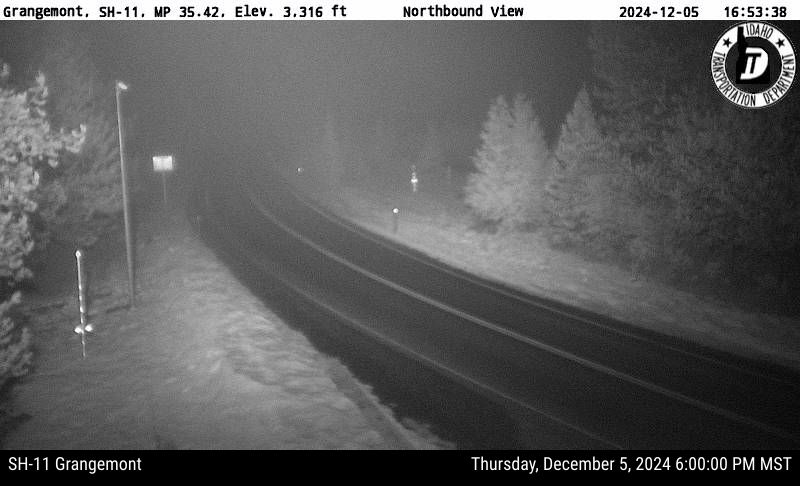 Grangemont, SH-11, MP 35.42, Elev. 3,316 ft Northbound View 2024-12-05 16:53:38
IDAHO
TRANSPORTATION DEPARTMENT
SH-11 Grangemont Thursday, December 5, 2024 6:00:00 PM MST